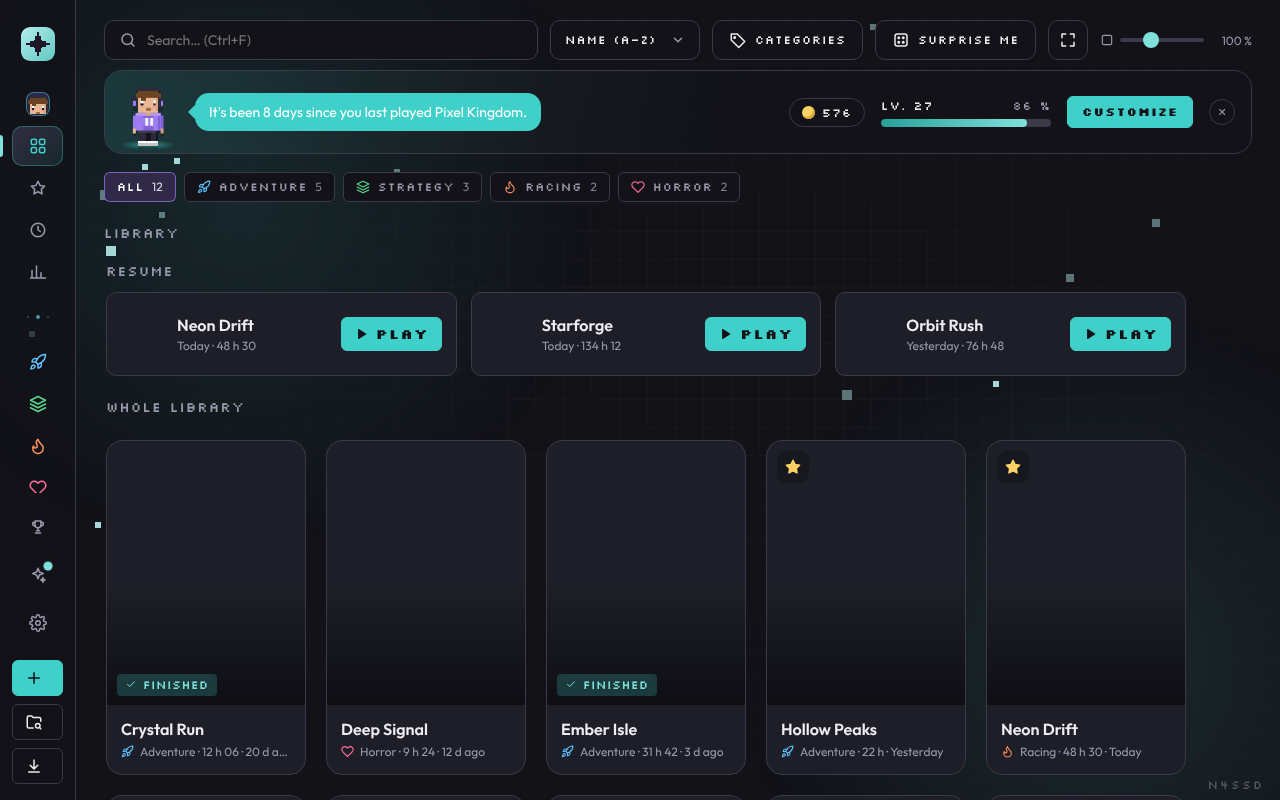 Search... (Ctrl+F)
NAME (A-Z)
CATEGORIES
SURPRISE ME
100 %
It's been 8 days since you last played Pixel Kingdom.
576
LV. 27
86 %
CUSTOMIZE
ALL 12
ADVENTURE 5
STRATEGY 3
RACING 2
HORROR 2
LIBRARY
RESUME
Neon Drift
Today · 48 h 30
PLAY
Starforge
Today · 134 h 12
PLAY
Orbit Rush
Yesterday · 76 h 48
PLAY
WHOLE LIBRARY
FINISHED
Crystal Run
Adventure · 12 h 06 · 20 d a...
Deep Signal
Horror · 9 h 24 · 12 d ago
FINISHED
Ember Isle
Adventure · 31 h 42 · 3 d ago
Hollow Peaks
Adventure · 22 h · Yesterday
Neon Drift
Racing · 48 h 30 · Today
N4SSD